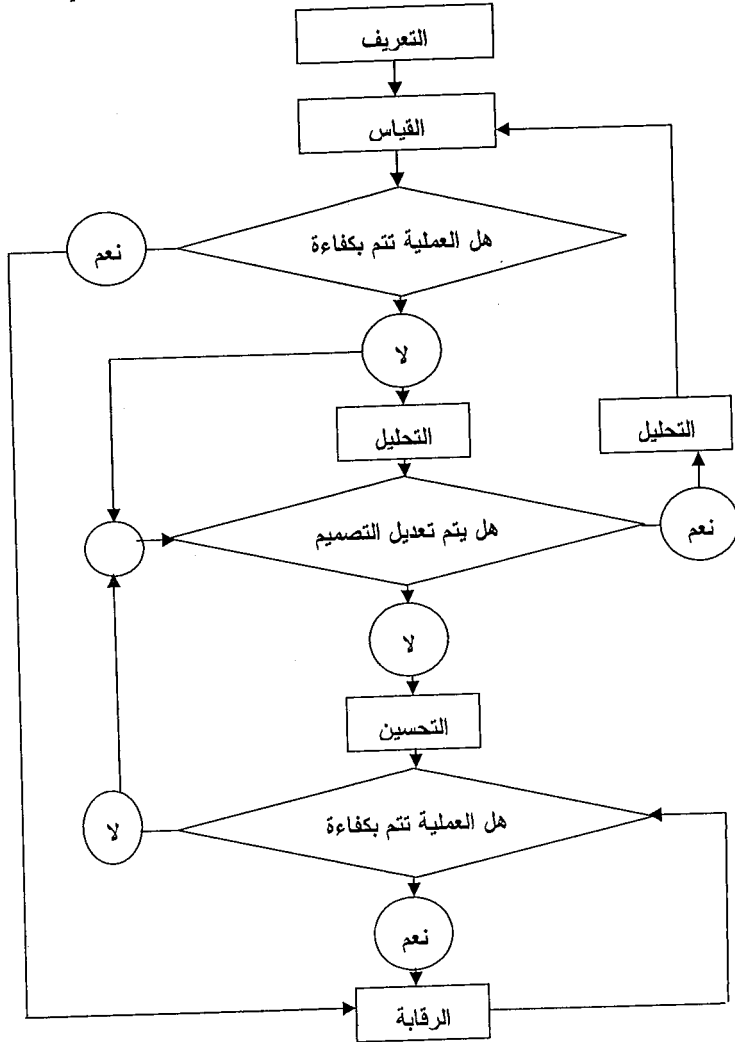 التعريف
القياس
هل العملية تتم بكفاءة
نعم
لا
التحليل
التحليل
هل يتم تعديل التصميم
نعم
لا
التحسين
هل العملية تتم بكفاءة
لا
نعم
الرقابة